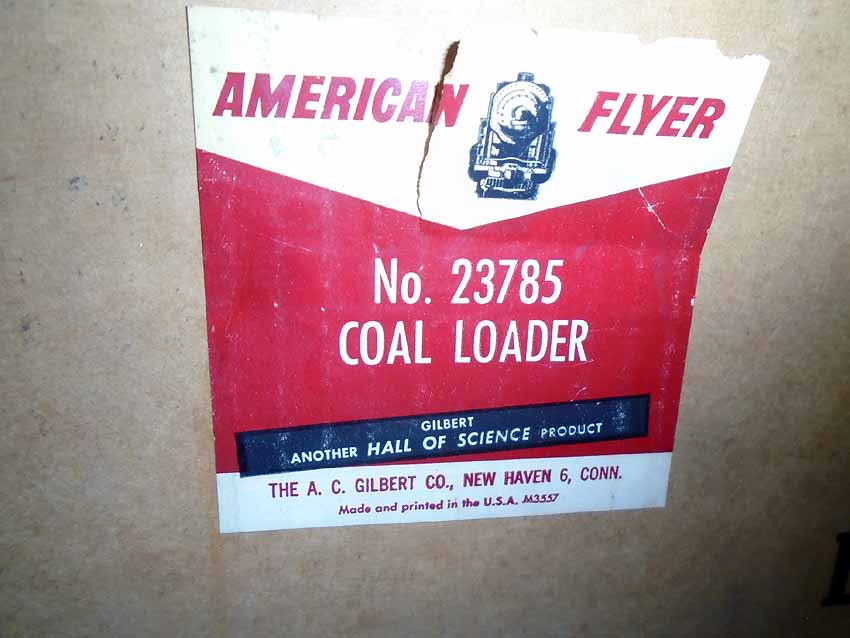 AMERICAN FLYER
No. 23785
COAL LOADER
GILBERT
ANOTHER HALL OF SCIENCE PRODUCT
THE A. C. GILBERT CO., NEW HAVEN 6, CONN.
Made and printed in the U.S.A. M3557